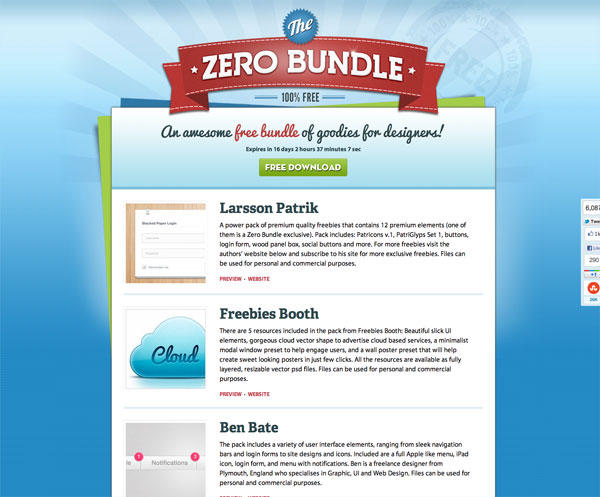 The
ZERO BUNDLE
100% FREE
100%
FREE
An awesome free bundle of goodies for designers!
Expires in 16 days 2 hours 37 minutes 7 sec
FREE DOWNLOAD
Larsson Patrik
Stacked Paper Login
Username
Password
Remember me
A power pack of premium quality freebies that contains 12 premium elements (one of
them is a Zero Bundle exclusive). Pack includes: Patricons v.1, PatriGlyps Set 1, buttons,
login form, wood panel box, social buttons and more. For more freebies visit the
authors' website below and subscribe to his site for more exclusive freebies. Files can
be used for personal and commercial purposes.
PREVIEW • WEBSITE
Freebies Booth
Cloud
There are 5 resources included in the pack from Freebies Booth: Beautiful slick UI
elements, gorgeous cloud vector shape to advertise cloud based services, a minimalist
modal window preset to help engage users, and a wall poster preset that will help
create sweet looking posters in just few clicks. All the resources are available as fully
layered, resizable vector psd files. Files can be used for personal and commercial
purposes.
PREVIEW • WEBSITE
Ben Bate
Notifications
The pack includes a variety of user interface elements, ranging from sleek navigation
bars and login forms to site designs and icons. Included are a full Apple like menu, iPad
icon, login form, and menu with notifications. Ben is a freelance designer from
Plymouth, England who specialises in Graphic, UI and Web Design. Files can be used for
personal and commercial purposes.
PREVIEW • WEBSITE
6,087
Twee
1k
Like
290
+1
26K